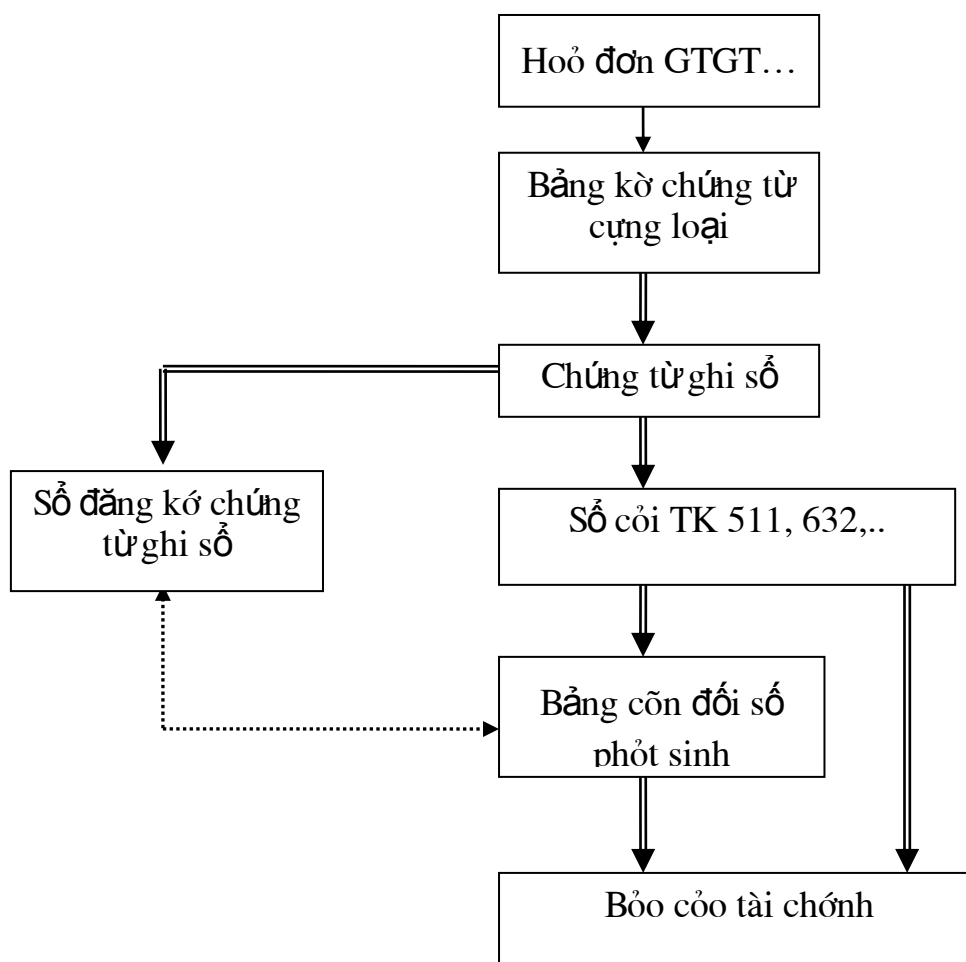 Hoỏ đơn GTGT…
Bảng kờ chứng từ
cựng loại
Chứng từ ghi sổ
Sổ đăng kớ chứng
từ ghi sổ
Sổ cỏi TK 511, 632,..
Bảng cõn đối số
phỏt sinh
Bỏo cỏo tài chớnh